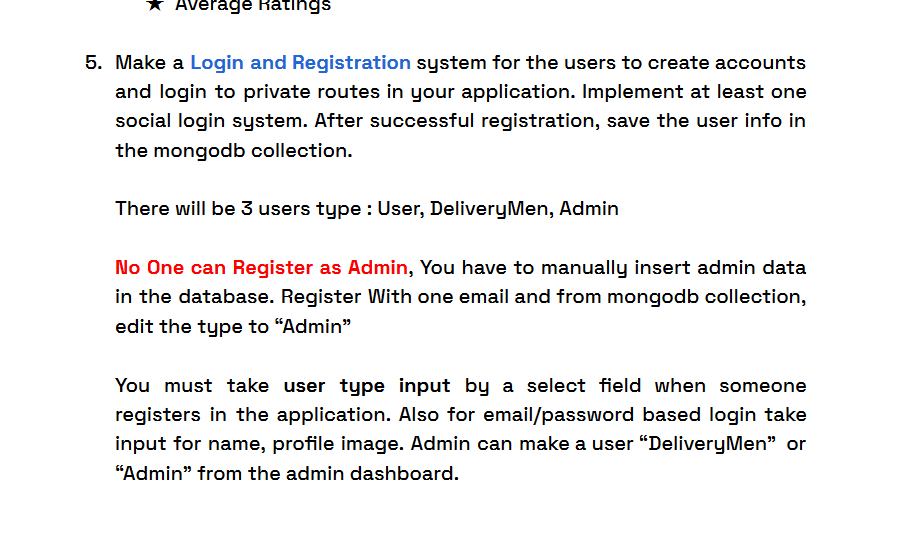 ★ Average Ratings
5. Make a Login and Registration system for the users to create accounts
and login to private routes in your application. Implement at least one
social login system. After successful registration, save the user info in
the mongodb collection.
There will be 3 users type : User, DeliveryMen, Admin
No One can Register as Admin, You have to manually insert admin data
in the database. Register With one email and from mongodb collection,
edit the type to “Admin”
You must take user type input by a select field when someone
registers in the application. Also for email/password based login take
input for name, profile image. Admin can make a user “DeliveryMen” or
“Admin” from the admin dashboard.